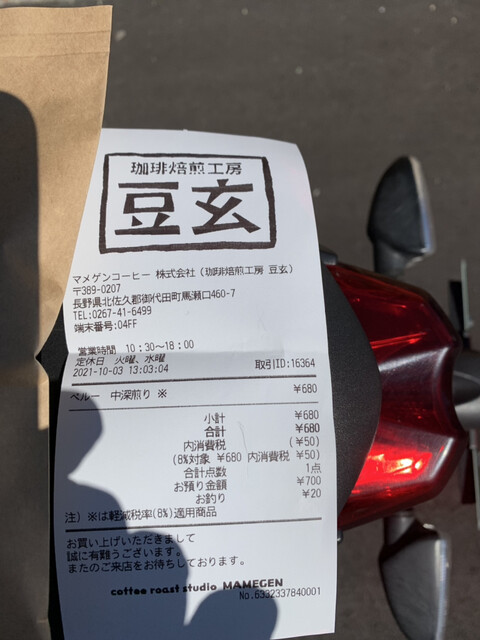 珈琲焙煎工房
豆玄
マメゲンコーヒー 株式会社(珈琲焙煎工房 豆玄)
〒389-0207
長野県北佐久郡御代田町馬瀬口460-7
TEL:0267-41-6499
端末番号:04FF
営業時間 10:30〜18:00
定休日 火曜、水曜
2021-10-03 13:03:04 取引ID:16364
ペルー 中深煎り ※ ¥680
小計 ¥680
合計 ¥680
内消費税 (¥50)
(8%対象 ¥680 内消費税 ¥50)
合計点数 1点
お預り金額 ¥700
お釣り ¥20
注)※は軽減税率(8%)適用商品
お買い上げいただきまして
誠に有難うございます。
またのご来店をお待ちしております。
coffee roast studio MAMEGEN
No.6332337840001